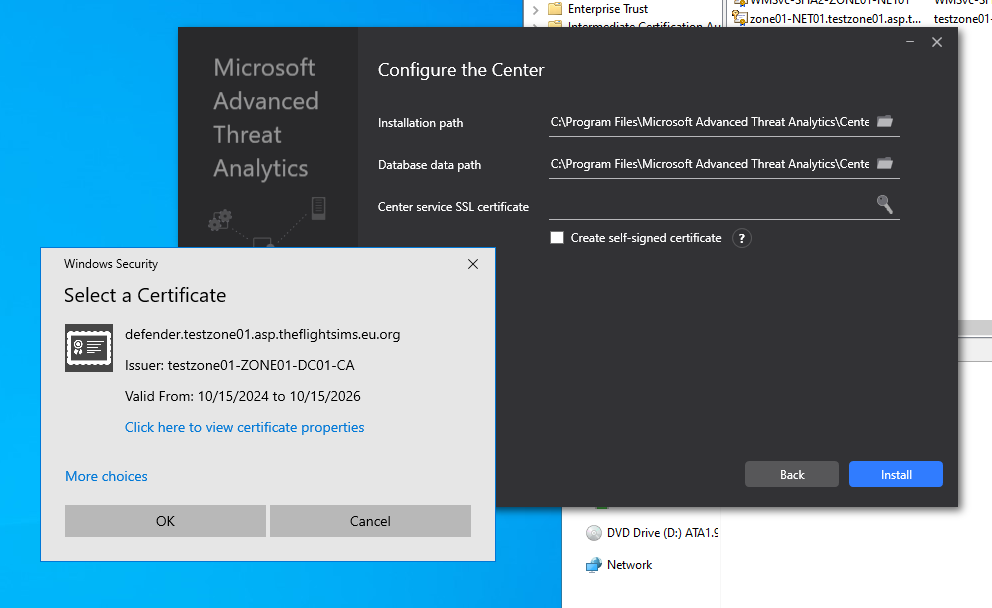 Enterprise Trust
WMSvc-SHA2-ZONE01-NET01
Intermediate Certification Au
zone01-NET01.testzone01.asp.t...
testzone01-
Microsoft
Advanced
Threat
Analytics
Configure the Center
Installation path
C:\Program Files\Microsoft Advanced Threat Analytics\Cente
Database data path
C:\Program Files\Microsoft Advanced Threat Analytics\Cente
Center service SSL certificate
Create self-signed certificate
?
Back
Install
Windows Security
Select a Certificate
defender.testzone01.asp.theflightsims.eu.org
Issuer: testzone01-ZONE01-DC01-CA
Valid From: 10/15/2024 to 10/15/2026
Click here to view certificate properties
More choices
OK
Cancel
DVD Drive (D:) ATA1.9
Network